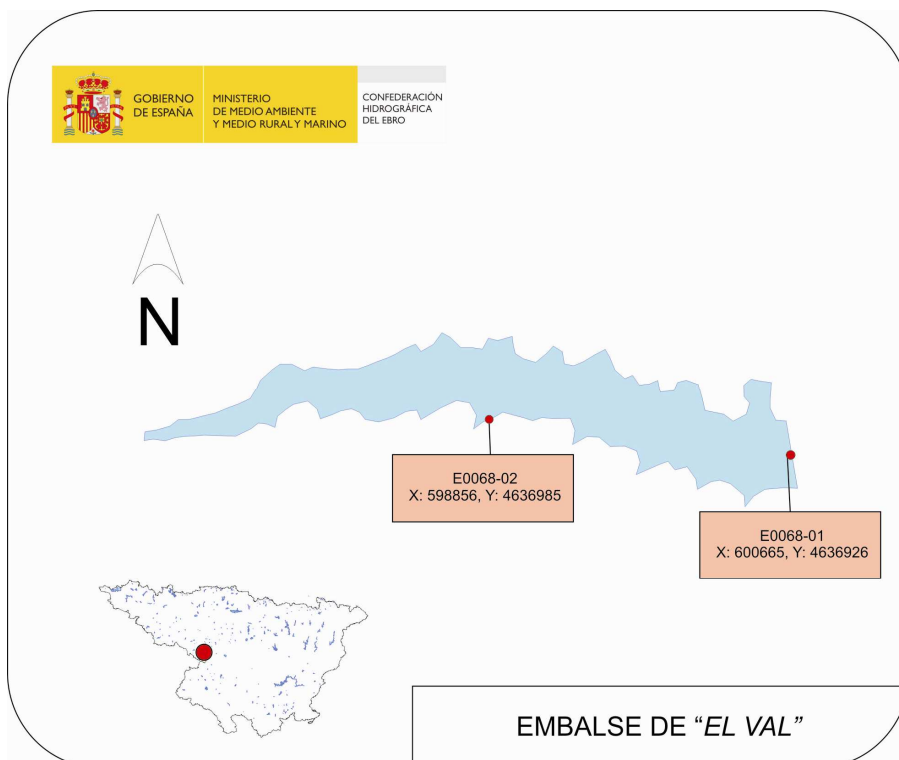 GOBIERNO
DE ESPAÑA
MINISTERIO
DE MEDIO AMBIENTE
Y MEDIO RURAL Y MARINO
CONFEDERACIÓN
HIDROGRÁFICA
DEL EBRO
N
E0068-02
X: 598856, Y: 4636985
E0068-01
X: 600665, Y: 4636926
EMBALSE DE “EL VAL”